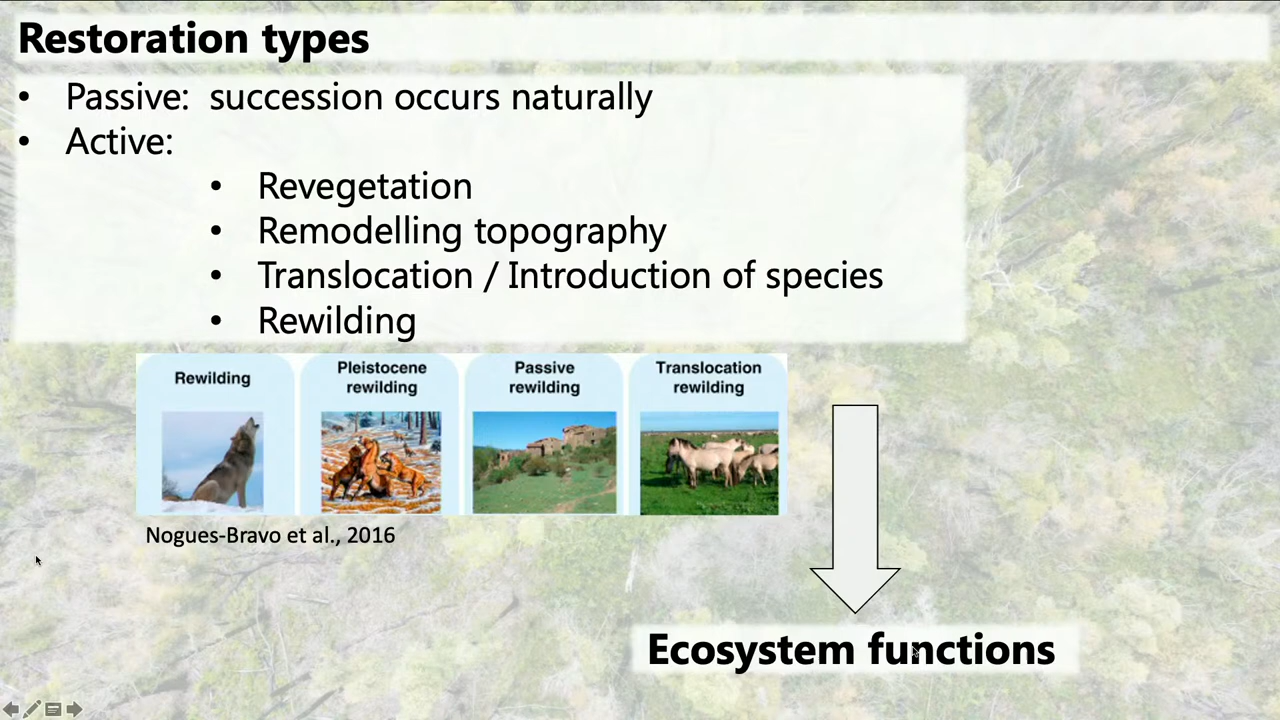 Restoration types
• Passive:  succession occurs naturally
• Active:
• Revegetation
• Remodelling topography
• Translocation / Introduction of species
• Rewilding
Rewilding
Pleistocene
rewilding
Passive
rewilding
Translocation
rewilding
Nogues-Bravo et al., 2016
Ecosystem functions